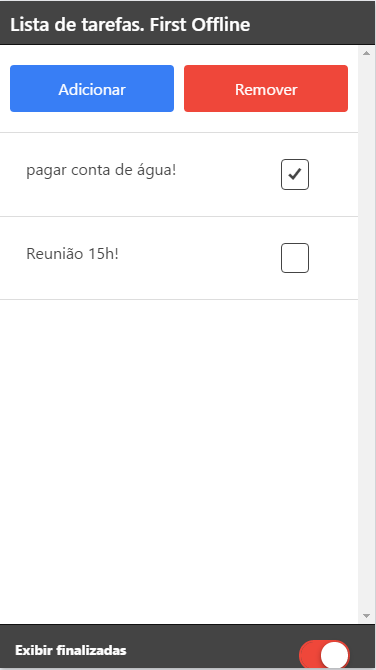 Lista de tarefas. First Offline
Adicionar
Remover
pagar conta de água!
Reunião 15h!
Exibir finalizadas